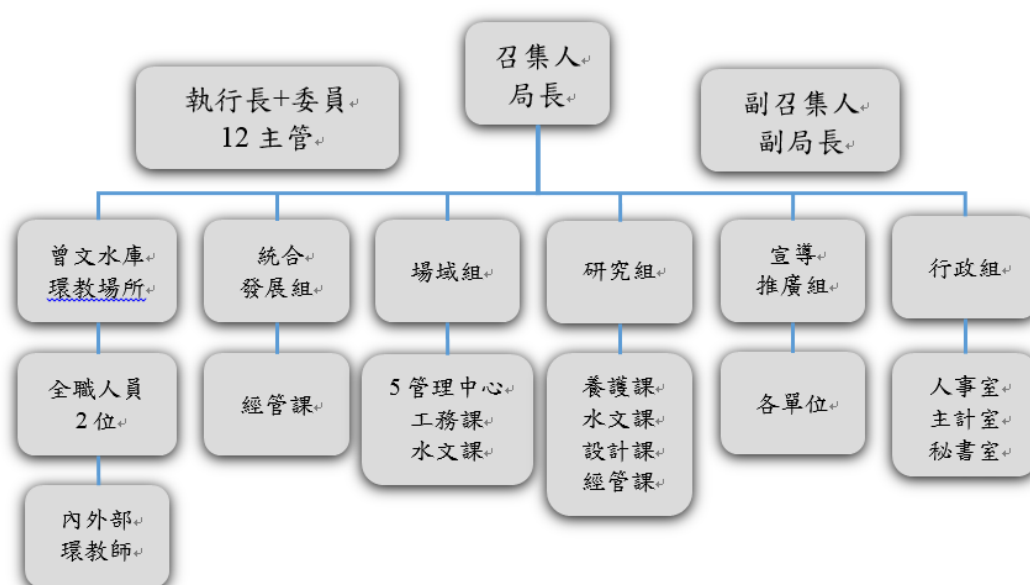 召集人
局長
執行長+委員
12 主管
副召集人
副局長
曾文水庫
環教場所
統合
發展組
場域組
研究組
宣導
推廣組
行政組
全職人員
2 位
經管課
5 管理中心
工務課
水文課
養護課
水文課
設計課
經管課
各單位
人事室
主計室
秘書室
內外部
環教師